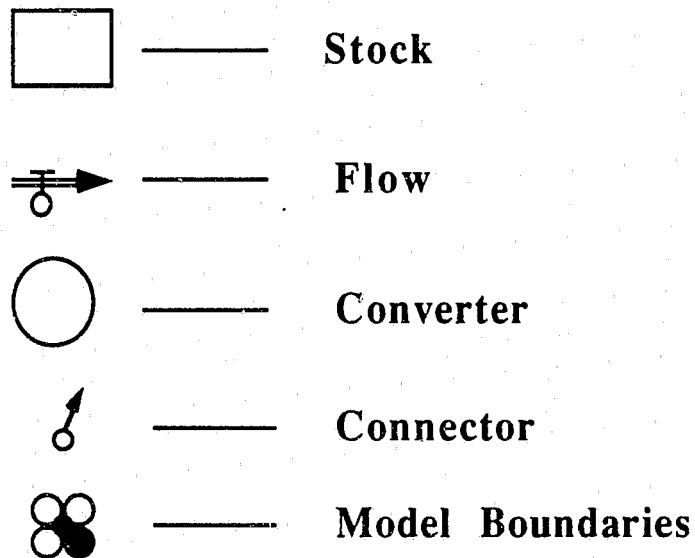 Stock
Flow
Converter
Connector
Model Boundaries